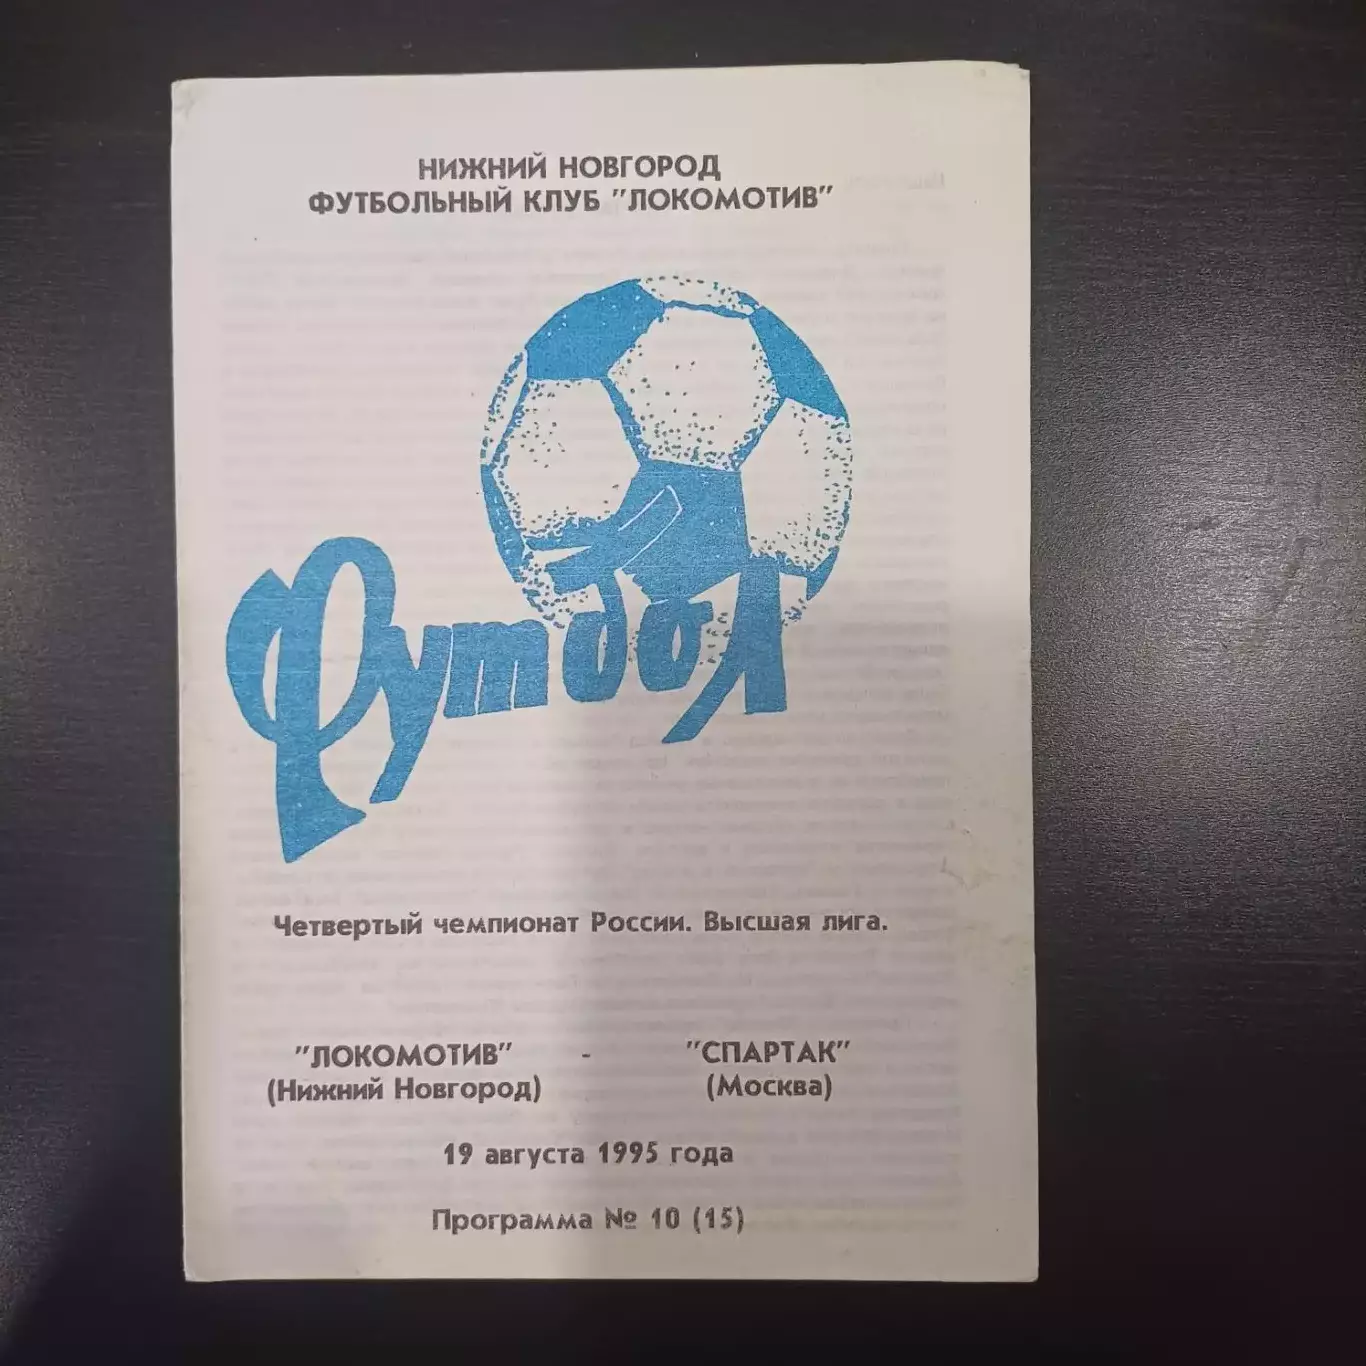 НИЖНИЙ НОВГОРОД
ФУТБОЛЬНЫЙ КЛУБ "ЛОКОМОТИВ"
Футбол
Четвертый чемпионат России. Высшая лига.
"ЛОКОМОТИВ" - "СПАРТАК"
(Нижний Новгород) (Москва)
19 августа 1995 года
Программа № 10 (15)